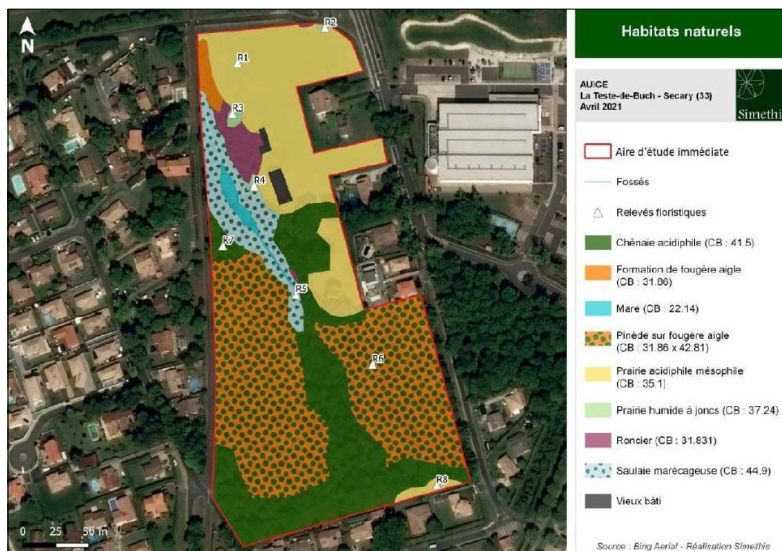 N
R1
R2
R3
R4
R7
R5
R6
R8
0 25 50 m
Habitats naturels
AUIGE
La Teste-de-Buch - Secary (33)
Avril 2021
Simethis
Aire d'étude immédiate
Fossés
Relevés floristiques
Chênaie acidiphile (CB : 41.5)
Formation de fougère aigle
(CB : 31.86)
Mare (CB : 22.14)
Pinède sur fougère aigle
(CB : 31.86 x 42.81)
Prairie acidiphile mésophile
(CB : 35.1)
Prairie humide à joncs (CB : 37.24)
Roncier (CB : 31.831)
Saulaie marécageuse (CB : 44.9)
Vieux bâti
Source : Bing Aerial - Réalisation Simethis